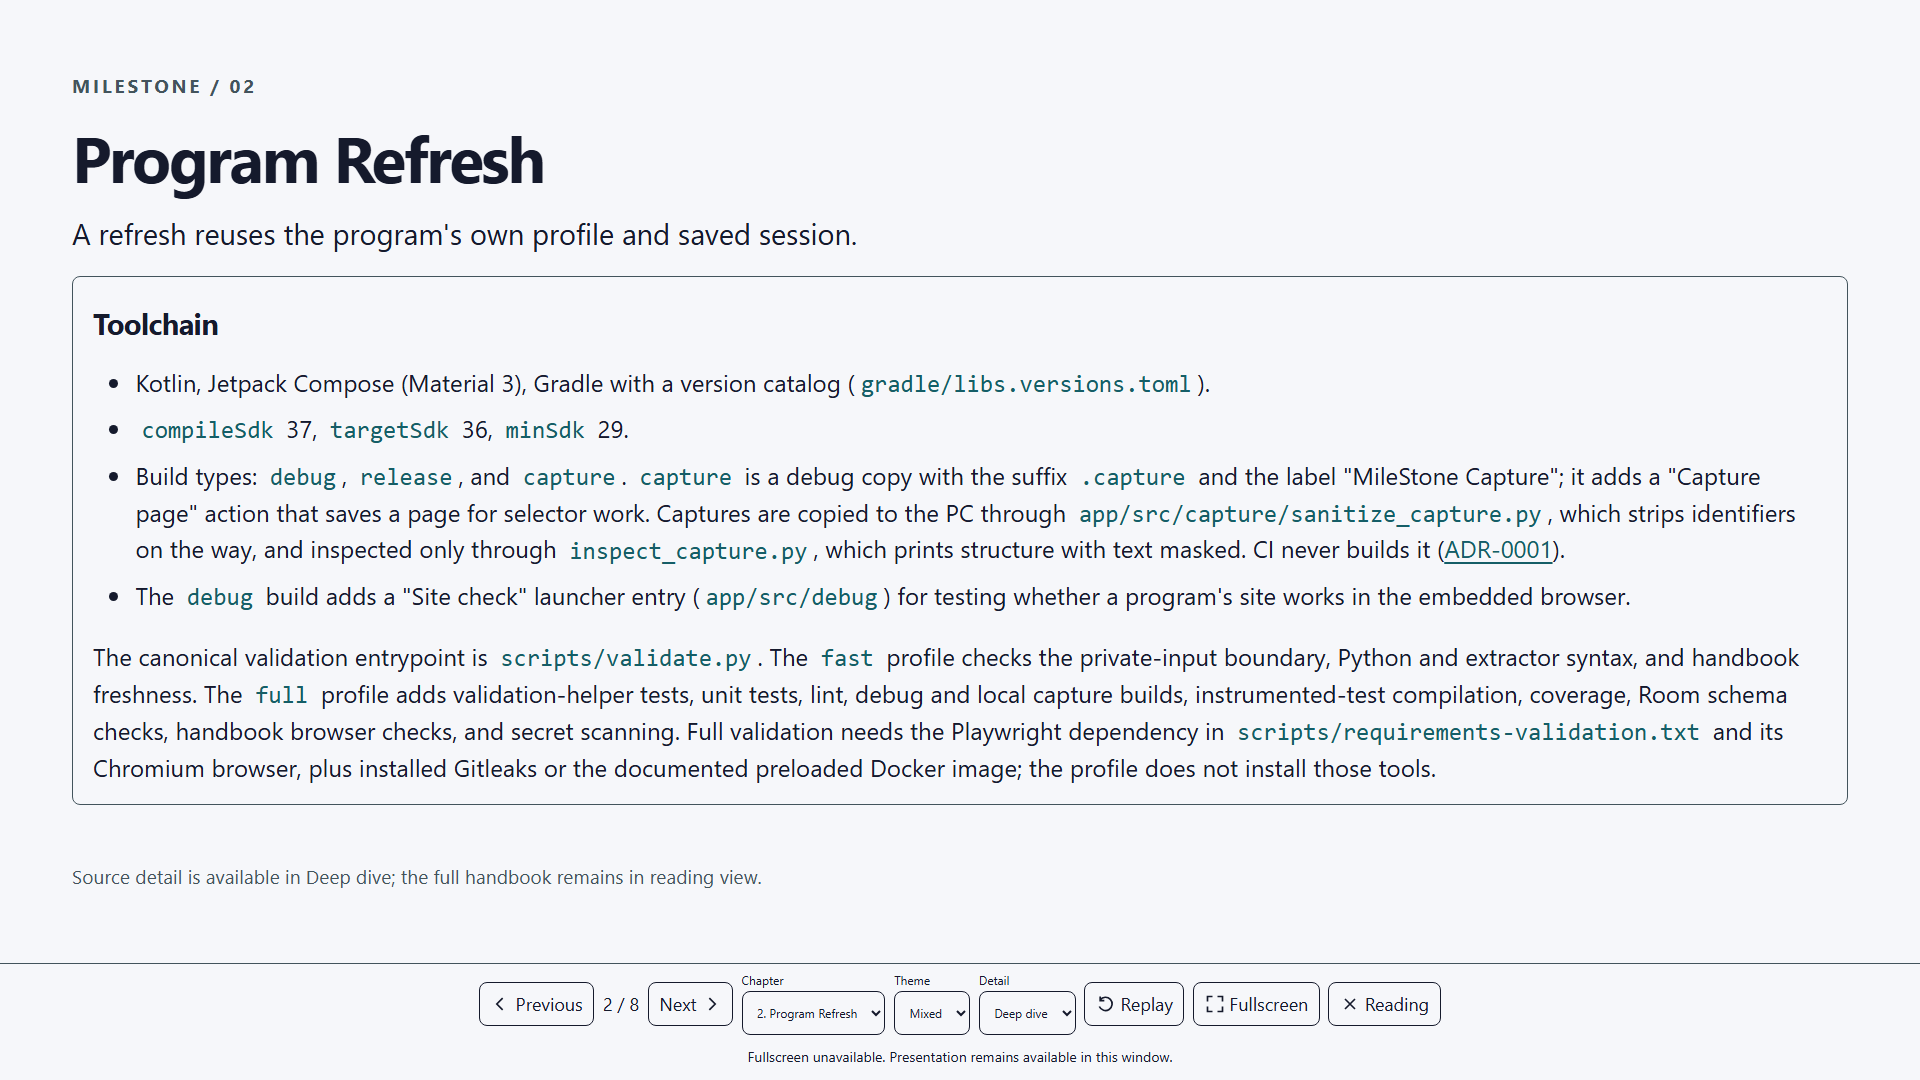 MILESTONE / 02
Program Refresh
A refresh reuses the program's own profile and saved session.
Toolchain
• Kotlin, Jetpack Compose (Material 3), Gradle with a version catalog ( gradle/libs.versions.toml ).
• compileSdk 37, targetSdk 36, minSdk 29.
• Build types: debug , release , and capture . capture is a debug copy with the suffix .capture and the label "MileStone Capture"; it adds a "Capture
page" action that saves a page for selector work. Captures are copied to the PC through app/src/capture/sanitize_capture.py , which strips identifiers
on the way, and inspected only through inspect_capture.py , which prints structure with text masked. CI never builds it (ADR-0001).
• The debug build adds a "Site check" launcher entry ( app/src/debug ) for testing whether a program's site works in the embedded browser.
The canonical validation entrypoint is scripts/validate.py . The fast profile checks the private-input boundary, Python and extractor syntax, and handbook
freshness. The full profile adds validation-helper tests, unit tests, lint, debug and local capture builds, instrumented-test compilation, coverage, Room schema
checks, handbook browser checks, and secret scanning. Full validation needs the Playwright dependency in scripts/requirements-validation.txt and its
Chromium browser, plus installed Gitleaks or the documented preloaded Docker image; the profile does not install those tools.
Source detail is available in Deep dive; the full handbook remains in reading view.
Chapter Theme Detail
Previous 2 / 8 Next 2. Program Refresh Mixed Deep dive Replay Fullscreen Reading
Fullscreen unavailable. Presentation remains available in this window.